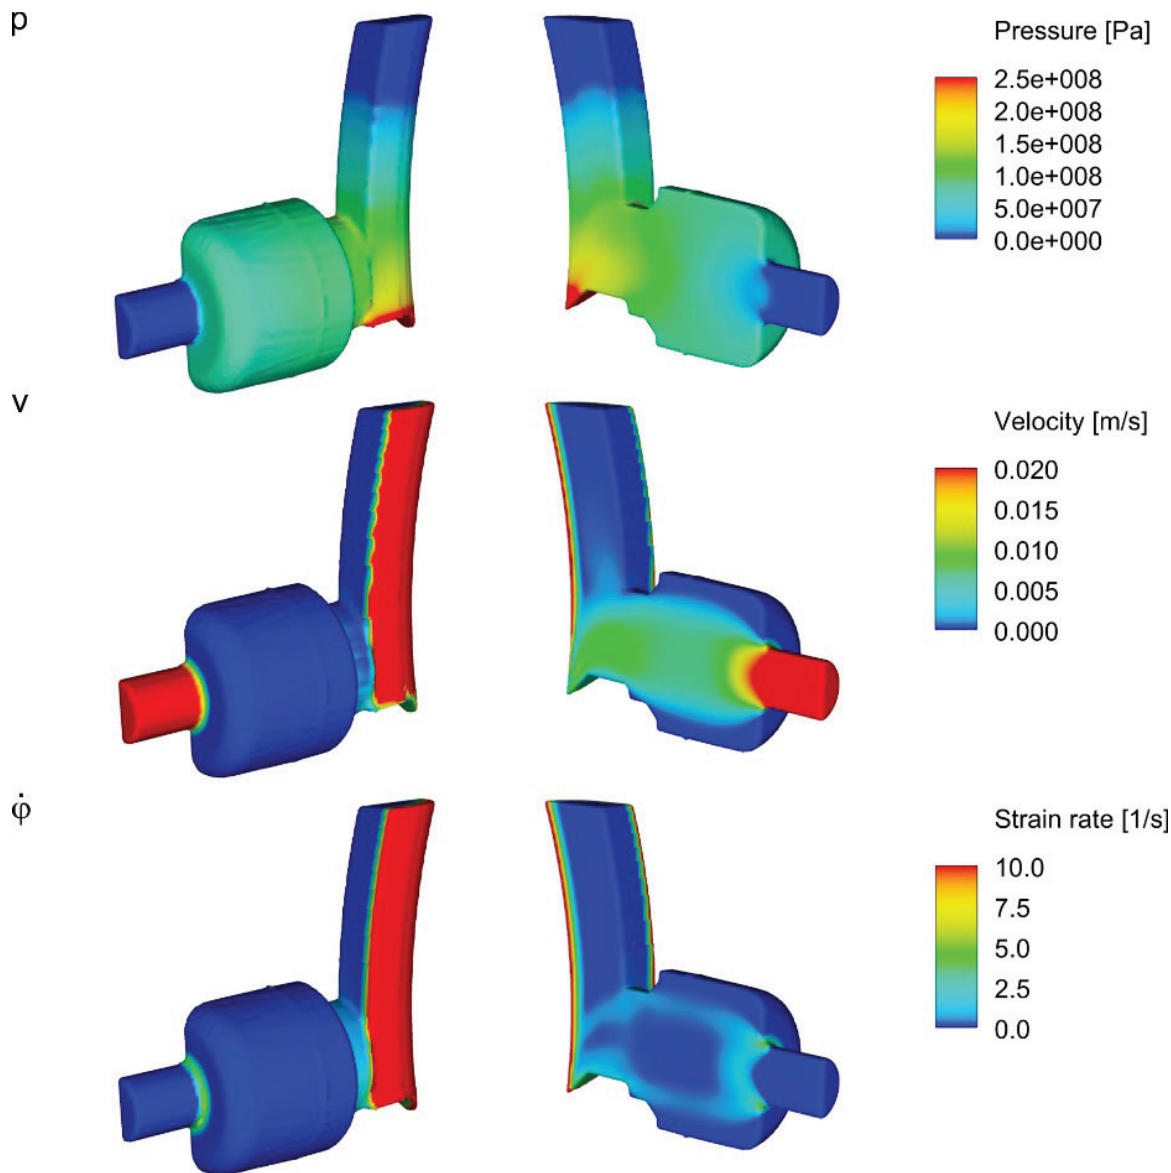 p
Pressure [Pa]
2.5e+008
2.0e+008
1.5e+008
1.0e+008
5.0e+007
0.0e+000
v
Velocity [m/s]
0.020
0.015
0.010
0.005
0.000
φ̇
Strain rate [1/s]
10.0
7.5
5.0
2.5
0.0